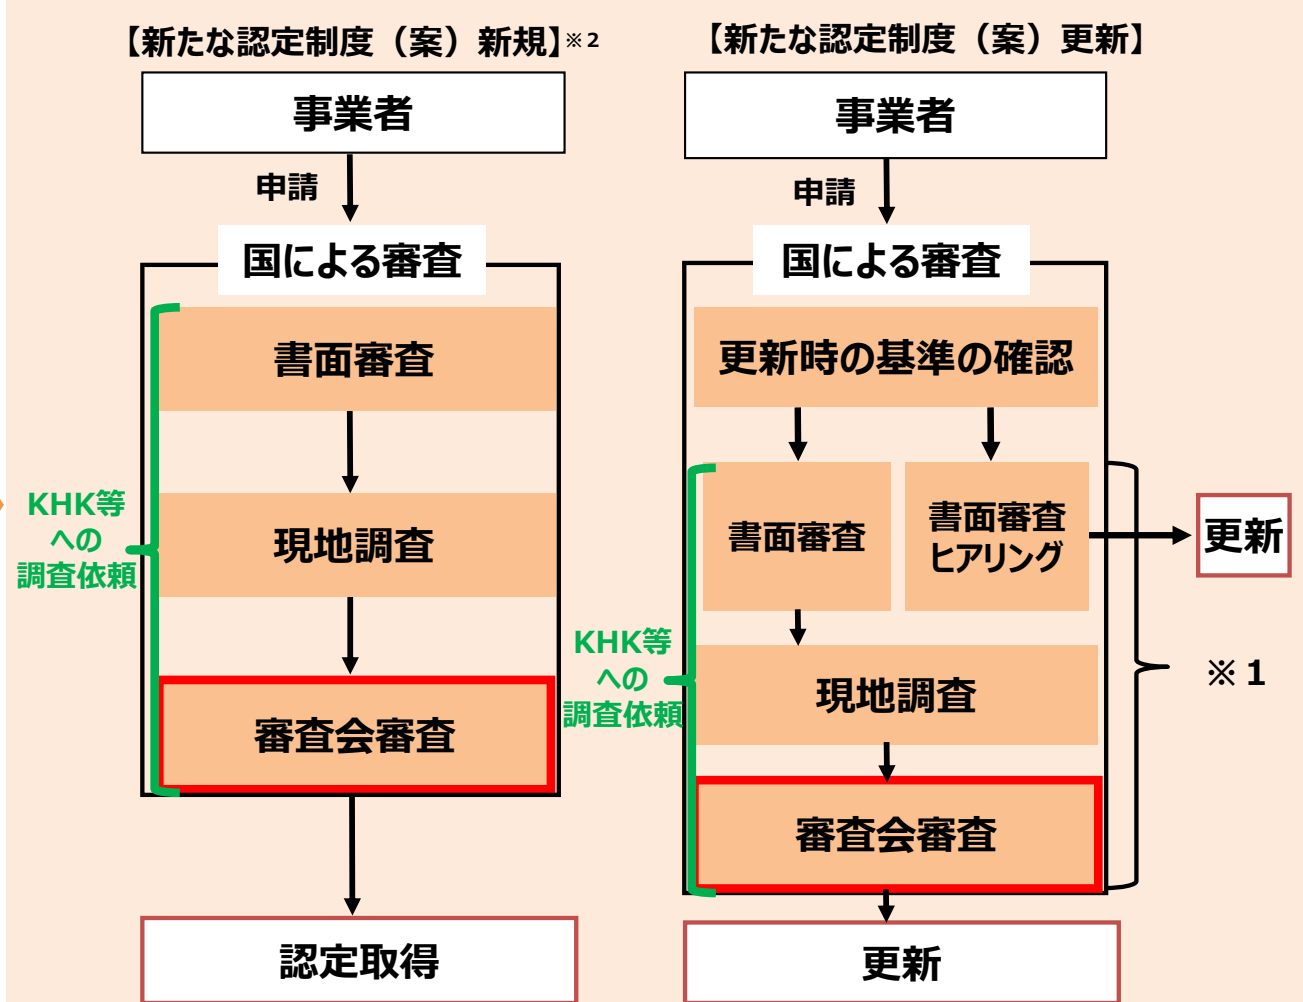 【新たな認定制度（案）新規】※2
事業者
申請
国による審査
書面審査
現地調査
審査会審査
KHK等
への
調査依頼
認定取得
【新たな認定制度（案）更新】
事業者
申請
国による審査
更新時の基準の確認
書面審査
書面審査
ヒアリング
更新
現地調査
審査会審査
KHK等
への
調査依頼
※1
更新